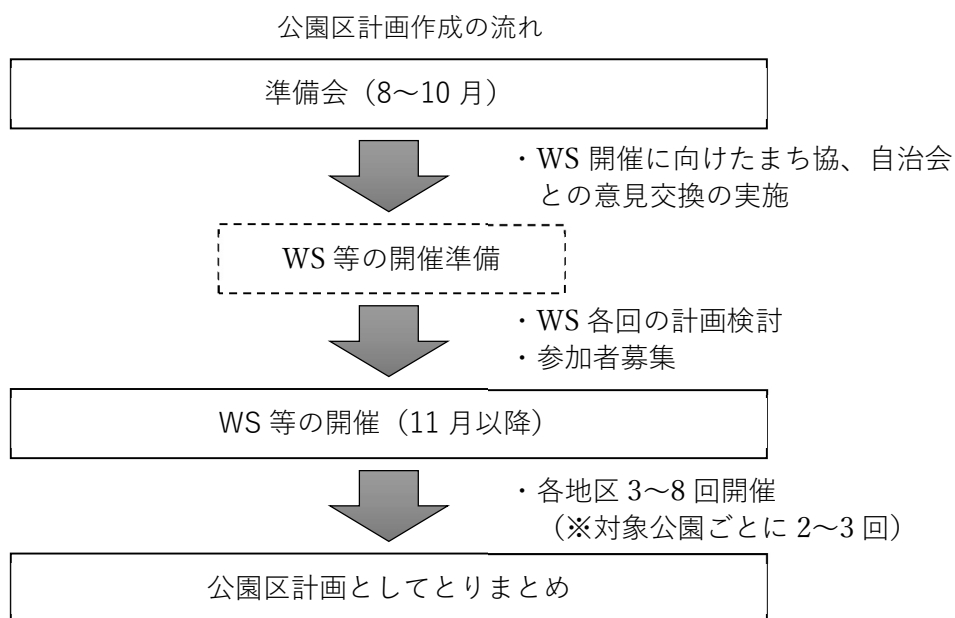 公園区計画作成の流れ
準備会（8～10 月）
・WS 開催に向けたまち協、自治会
との意見交換の実施
WS 等の開催準備
・WS 各回の計画検討
・参加者募集
WS 等の開催（11 月以降）
・各地区 3～8 回開催
（※対象公園ごとに 2～3 回）
公園区計画としてとりまとめ